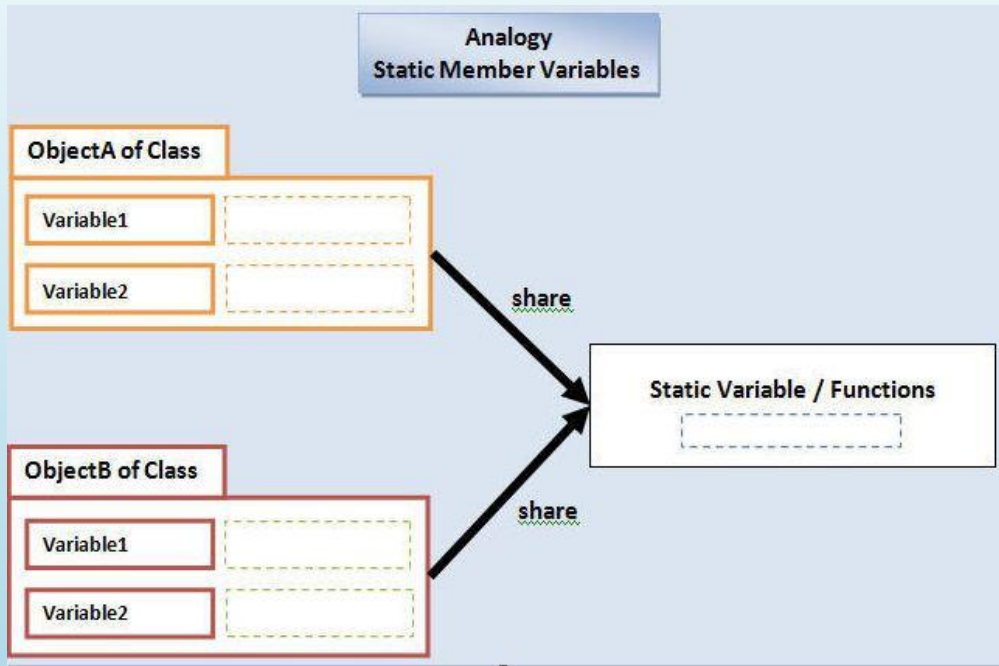 Analogy
Static Member Variables
ObjectA of Class
Variable1
Variable2
share
Static Variable / Functions
ObjectB of Class
share
Variable1
Variable2